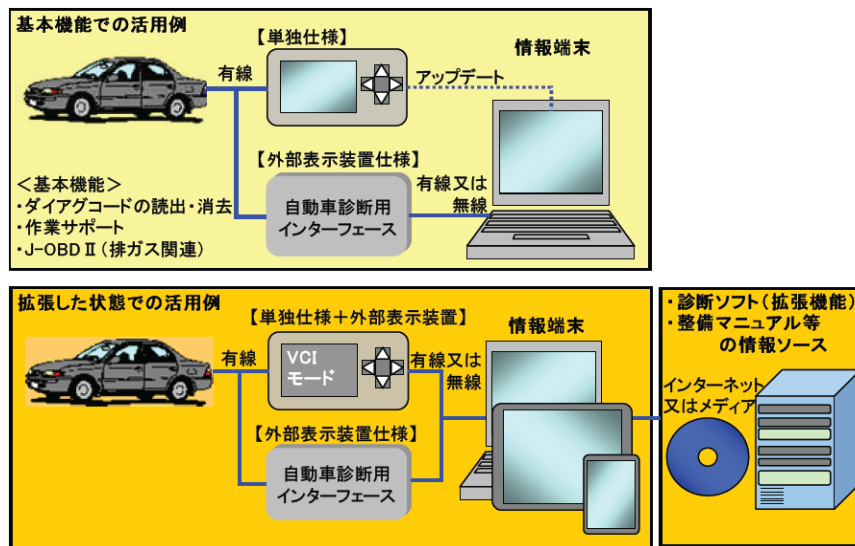 基本機能での活用例
【単独仕様】
情報端末
有線
アップデート
【外部表示装置仕様】
自動車診断用
インターフェース
有線又は
無線
＜基本機能＞
・ダイアグコードの読出・消去
・作業サポート
・J-OBDⅡ(排ガス関連)
拡張した状態での活用例
【単独仕様＋外部表示装置】
情報端末
有線
VCI
モード
有線又は
無線
【外部表示装置仕様】
自動車診断用
インターフェース
・診断ソフト(拡張機能)
・整備マニュアル等
の情報ソース
インターネット
又はメディア